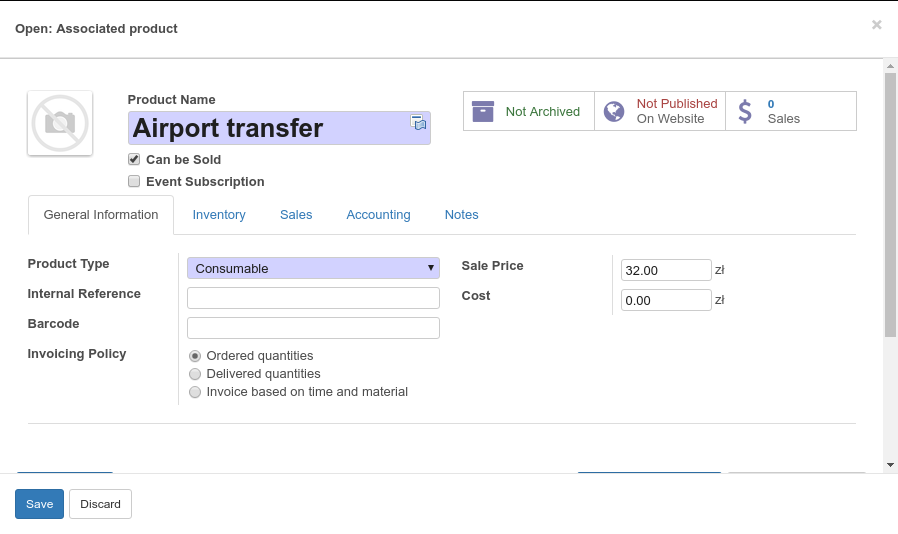 Open: Associated product
×
Product Name
Airport transfer
Can be Sold
Event Subscription
Not Archived
Not Published
On Website
$
0
Sales
General Information Inventory Sales Accounting Notes
Product Type Consumable
Internal Reference
Barcode
Invoicing Policy
Ordered quantities
Delivered quantities
Invoice based on time and material
Sale Price 32.00 zł
Cost 0.00 zł
Save Discard